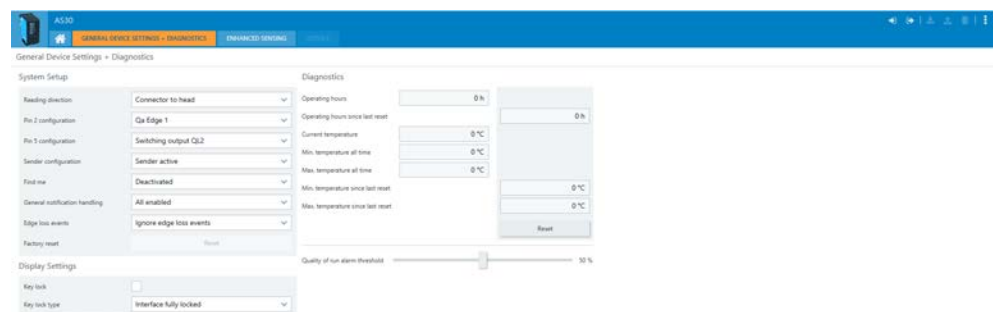 AS30
GENERAL DEVICE SETTINGS + DIAGNOSTICS
ENHANCED SENSING
General Device Settings + Diagnostics
System Setup
Reading direction
Connector to head
Pin 2 configuration
Qa Edge 1
Pin 5 configuration
Switching output QL2
Sender configuration
Sender active
Find me
Deactivated
General notification handling
All enabled
Edge loss events
Ignore edge loss events
Factory reset
Reset
Display Settings
Key lock
Key lock type
Interface fully locked
Diagnostics
Operating hours
0 h
Operating hours since last reset
0 h
Current temperature
0 °C
Min. temperature all time
0 °C
Max. temperature all time
0 °C
Min. temperature since last reset
0 °C
Max. temperature since last reset
0 °C
Reset
Quality of run alarm threshold
50 %